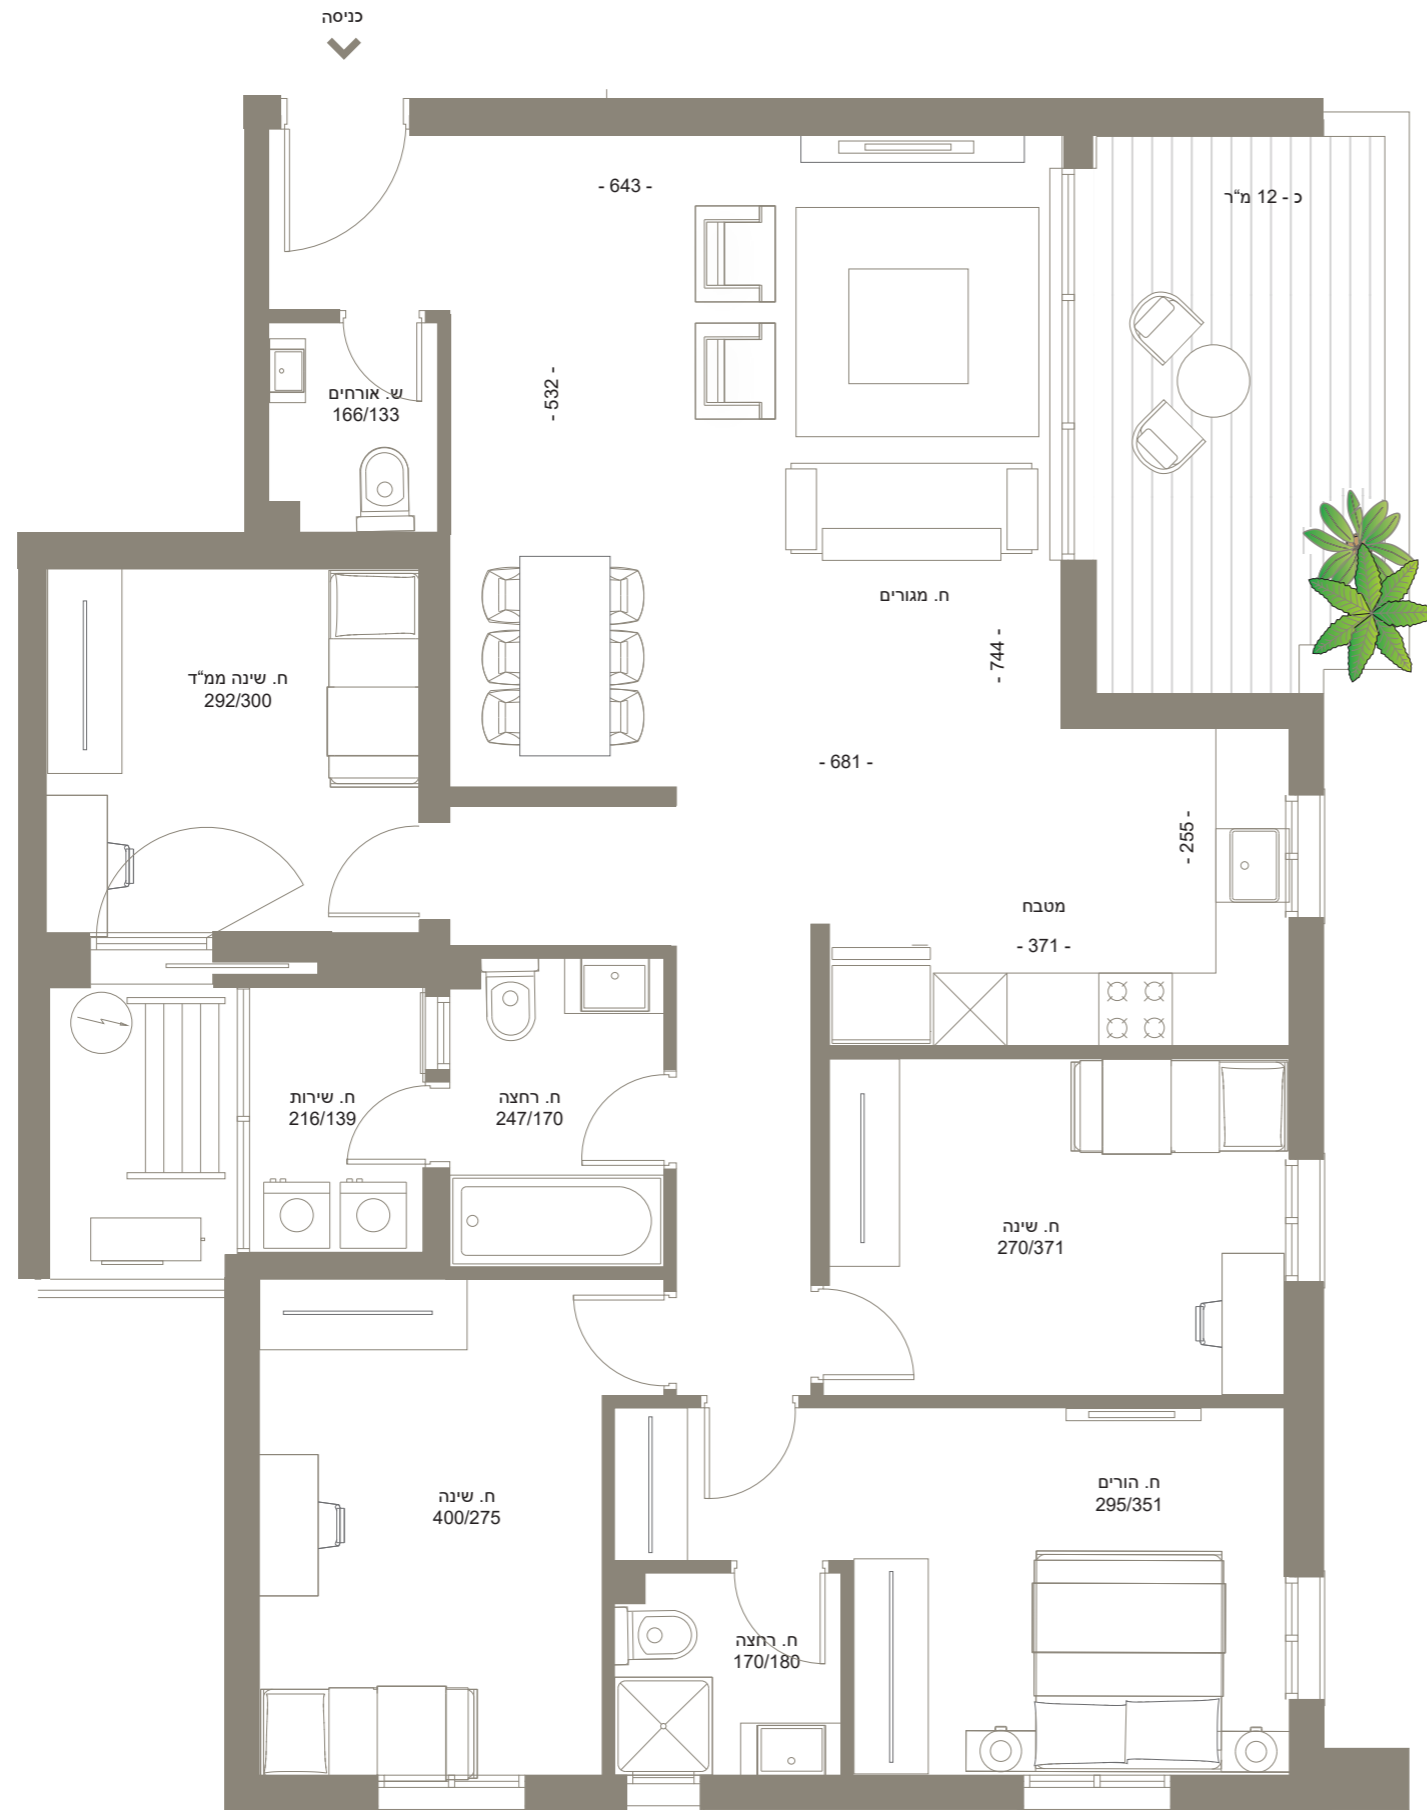 כניסה
- 643 -
כ - 12 מ"ר
ש. אורחים
166/133
- 532 -
ח. מגורים
- 744 -
ח. שינה ממ"ד
292/300
- 681 -
- 255 -
מטבח
- 371 -
ח. שירות
216/139
ח. רחצה
247/170
ח. שינה
270/371
ח. הורים
295/351
ח. שינה
400/275
ח. רחצה
170/180